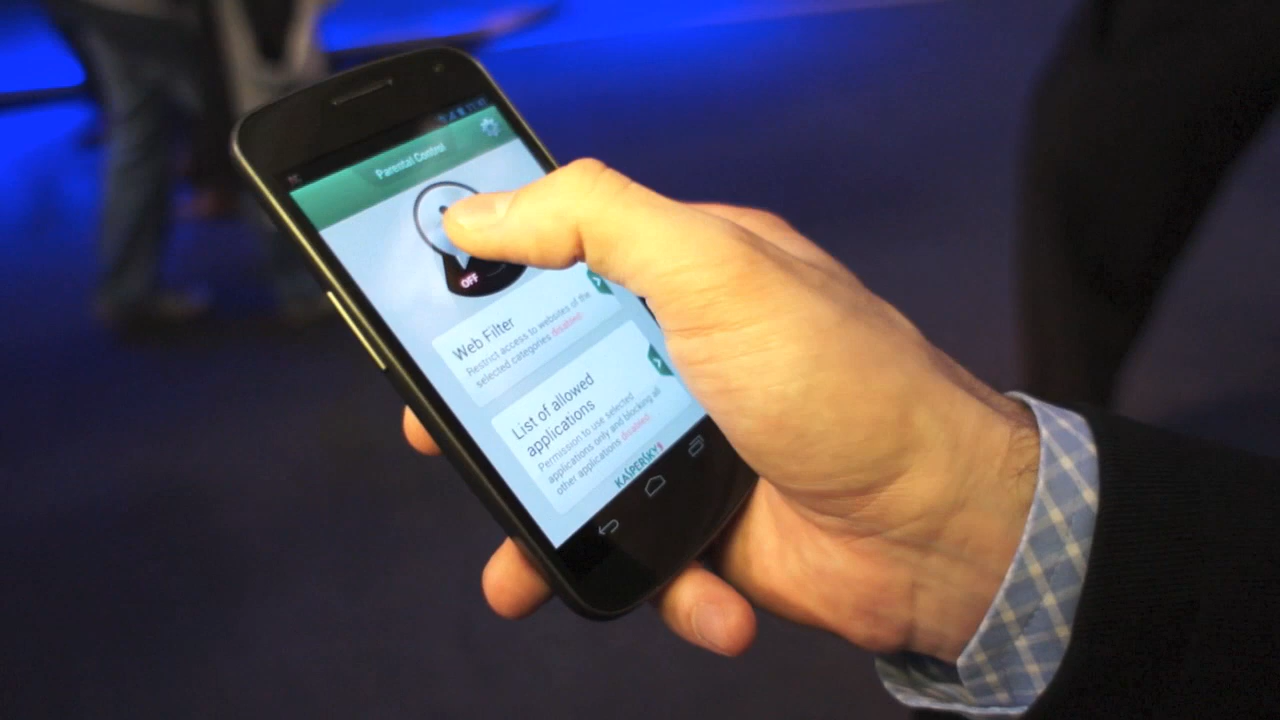 Parental Control
OFF
Web Filter
Restrict access to websites of the
selected categories disabled.
List of allowed
applications
Permission to use selected
applications only and blocking all
other applications disabled.
KASPERSKY